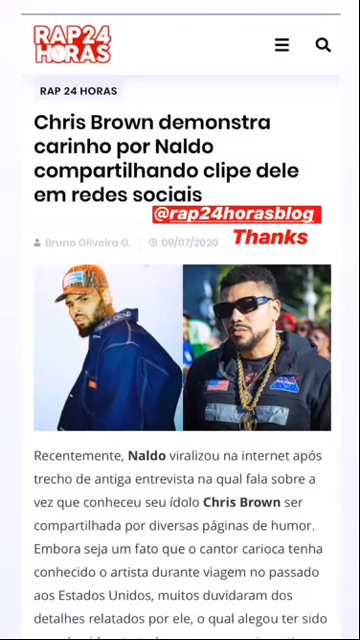 RAP24
HORAS
RAP 24 HORAS
Chris Brown demonstra
carinho por Naldo
compartilhando clipe dele
em redes sociais
@rap24horasblog
Bruno Oliveira G.
09/07/2020
Thanks
Recentemente, Naldo viralizou na internet após
trecho de antiga entrevista na qual fala sobre a
vez que conheceu seu ídolo Chris Brown ser
compartilhada por diversas páginas de humor.
Embora seja um fato que o cantor carioca tenha
conhecido o artista durante viagem no passado
aos Estados Unidos, muitos duvidaram dos
detalhes relatados por ele, o qual alegou ter sido